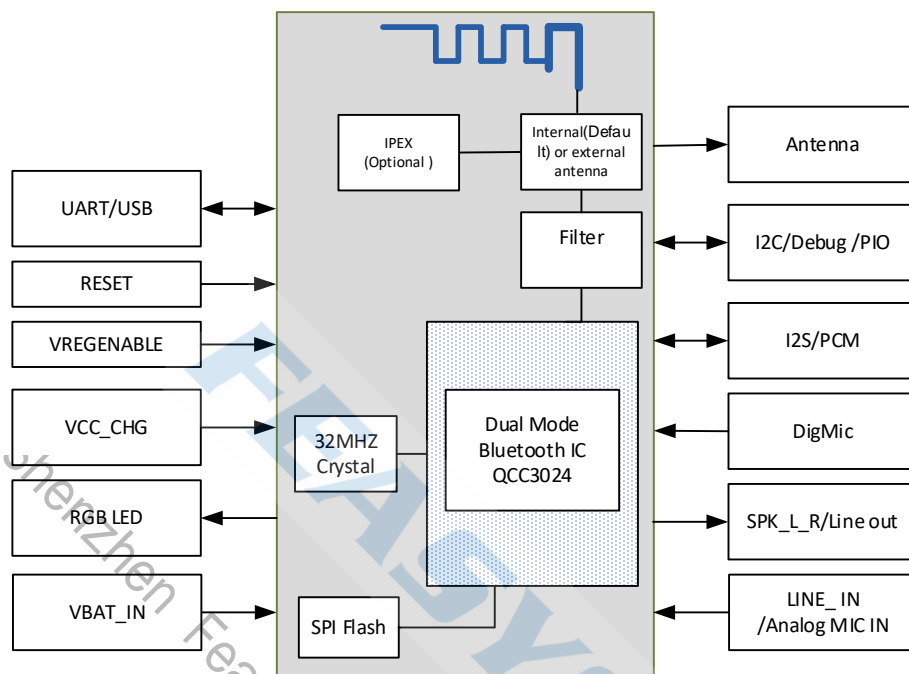 IPEX
(Optional )
Internal(Defau
lt) or external
antenna
Antenna
UART/USB
Filter
I2C/Debug /PIO
RESET
VREGENABLE
I2S/PCM
VCC_CHG
32MHZ
Crystal
Dual Mode
Bluetooth IC
QCC3024
DigMic
RGB LED
SPK_L_R/Line out
VBAT_IN
SPI Flash
LINE_ IN
/Analog MIC IN
FEASY
Shenzhen Fea